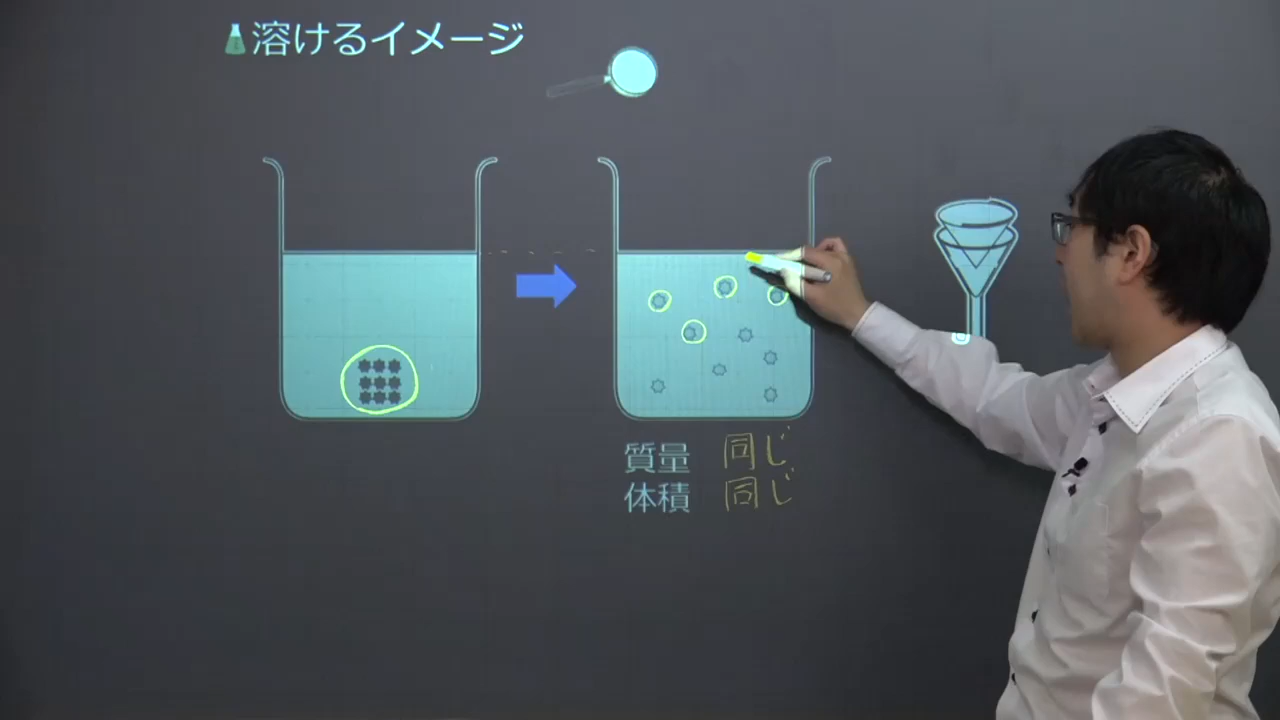 溶けるイメージ
質量 同じ
体積 同じ